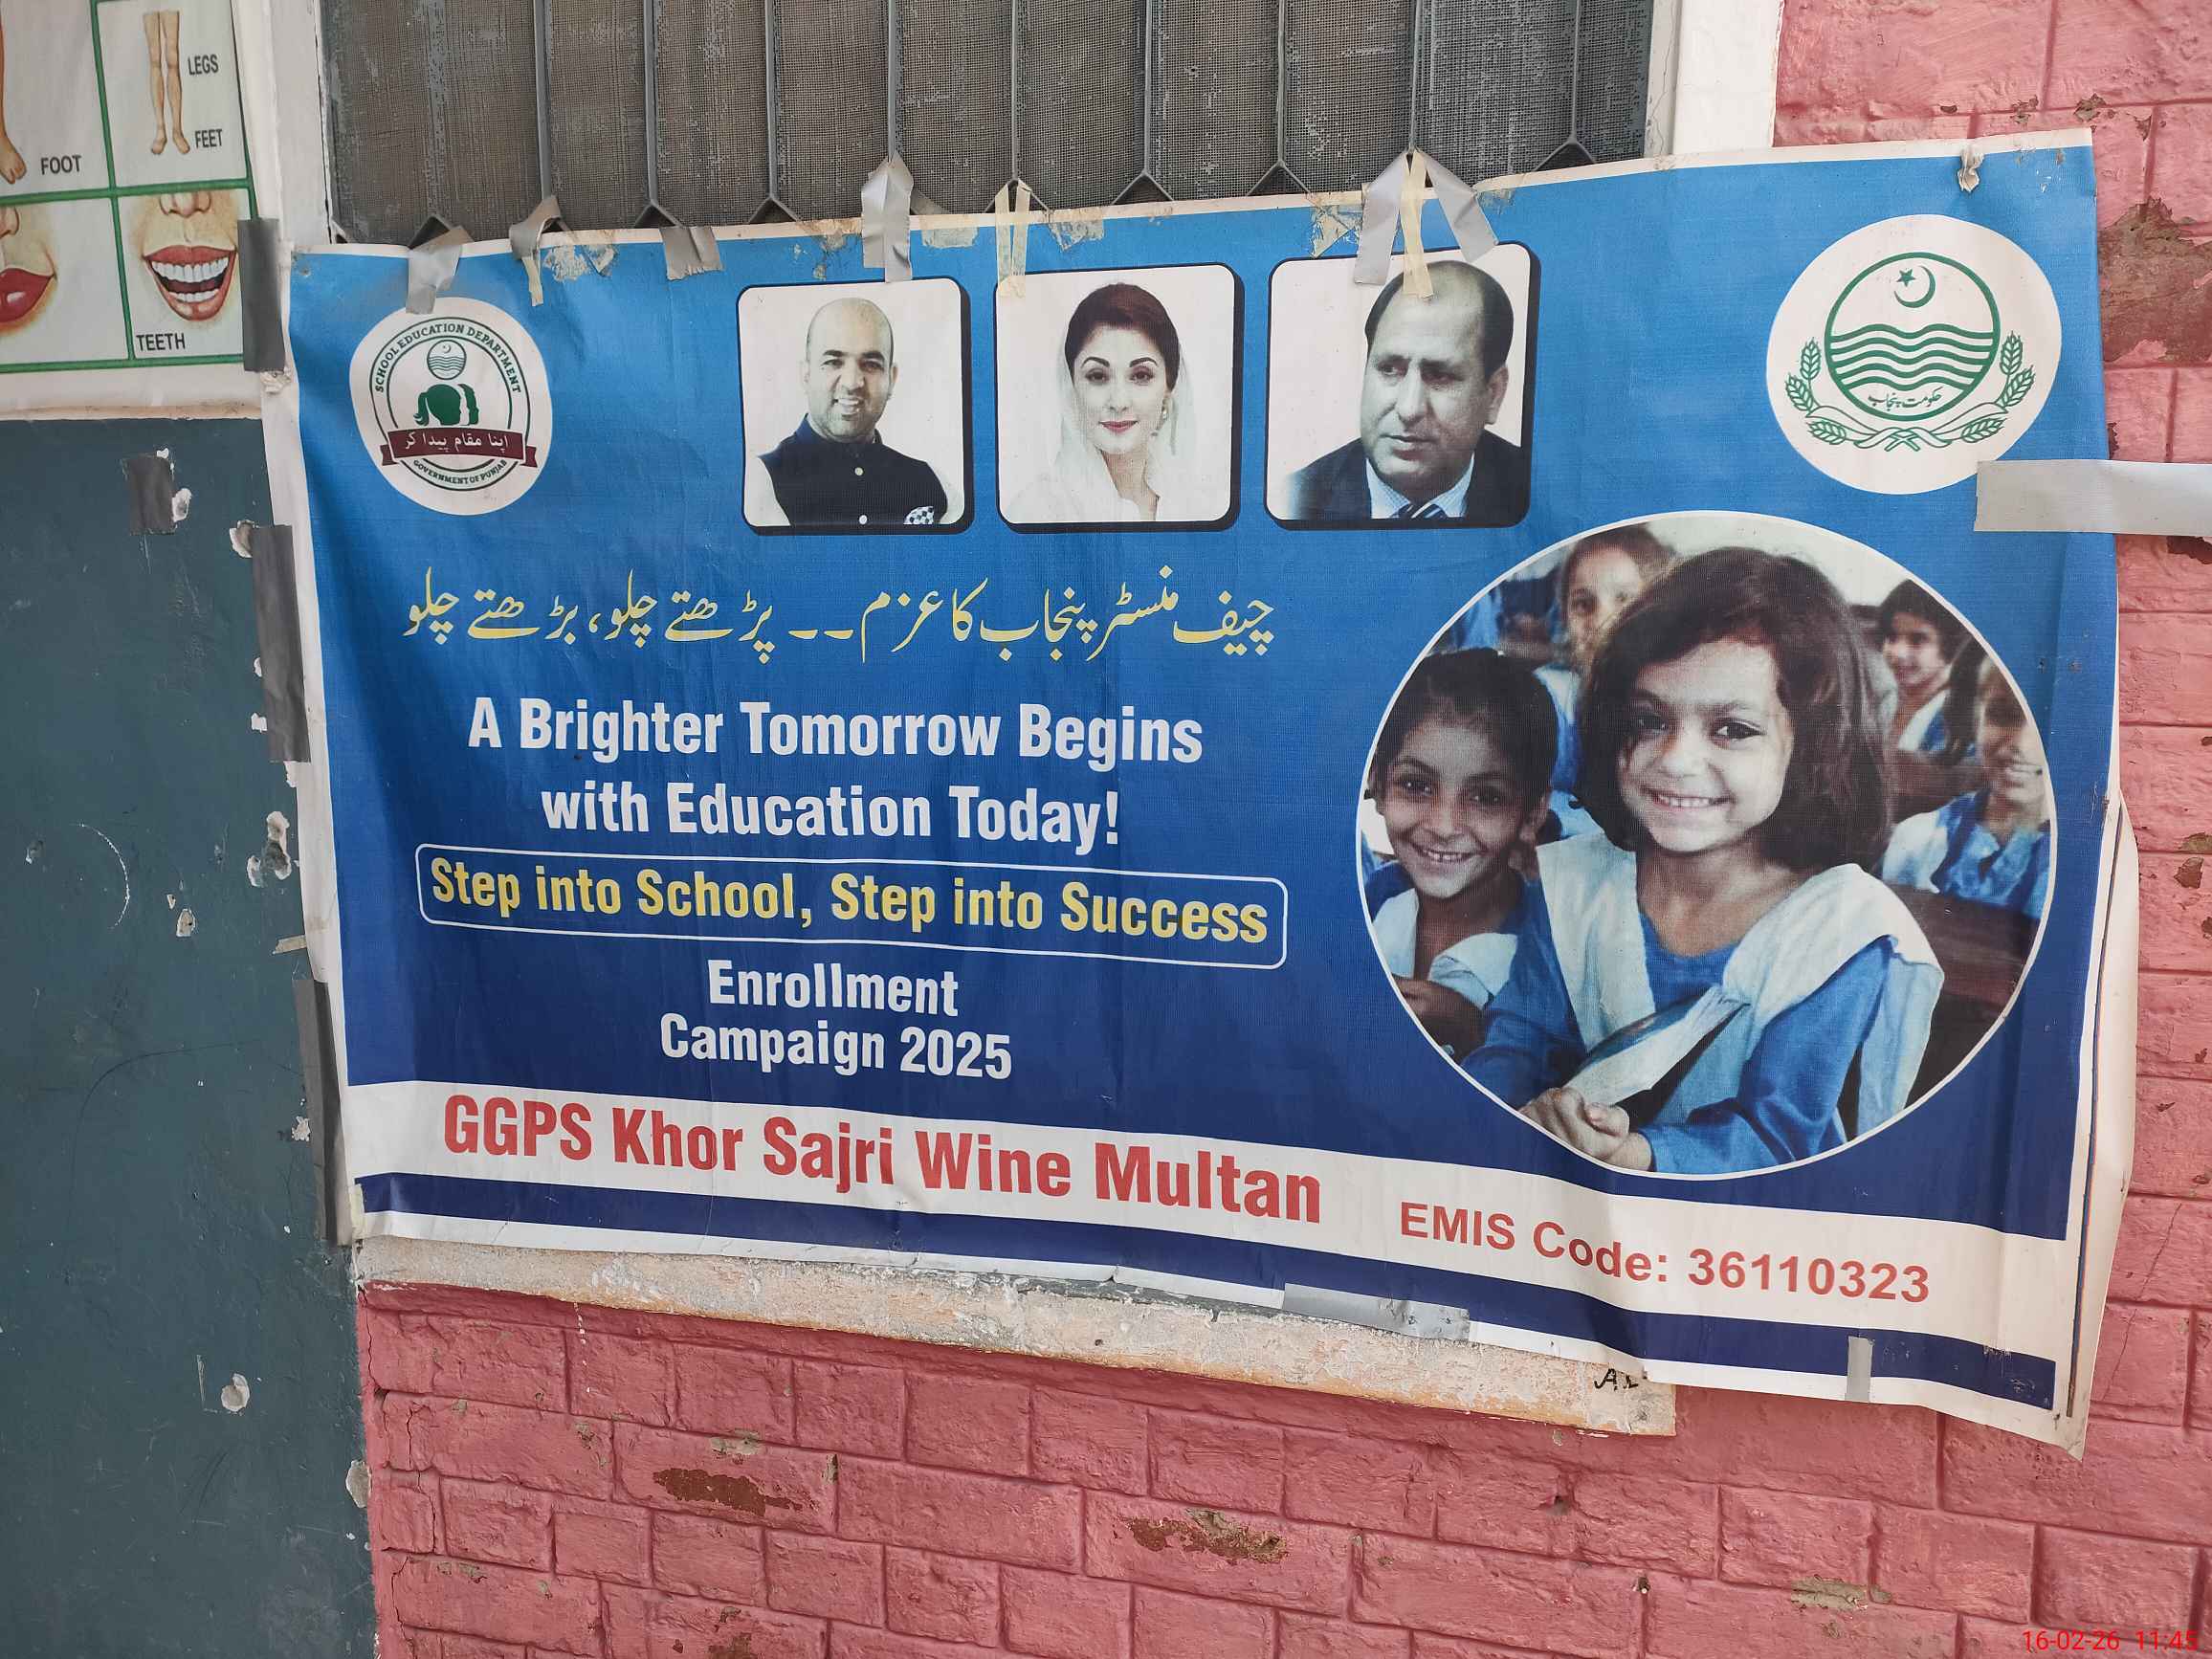 LEGS
FEET
FOOT
TEETH
SCHOOL EDUCATION DEPARTMENT
اپنا مقام پیدا کر
GOVERNMENT OF PUNJAB
حکومت پنجاب
چیف منسٹر پنجاب کا عزم ۔۔ پڑھتے چلو، بڑھتے چلو
A Brighter Tomorrow Begins
with Education Today!
Step into School, Step into Success
Enrollment
Campaign 2025
GGPS Khor Sajri Wine Multan
EMIS Code: 36110323
16-02-26 11:45